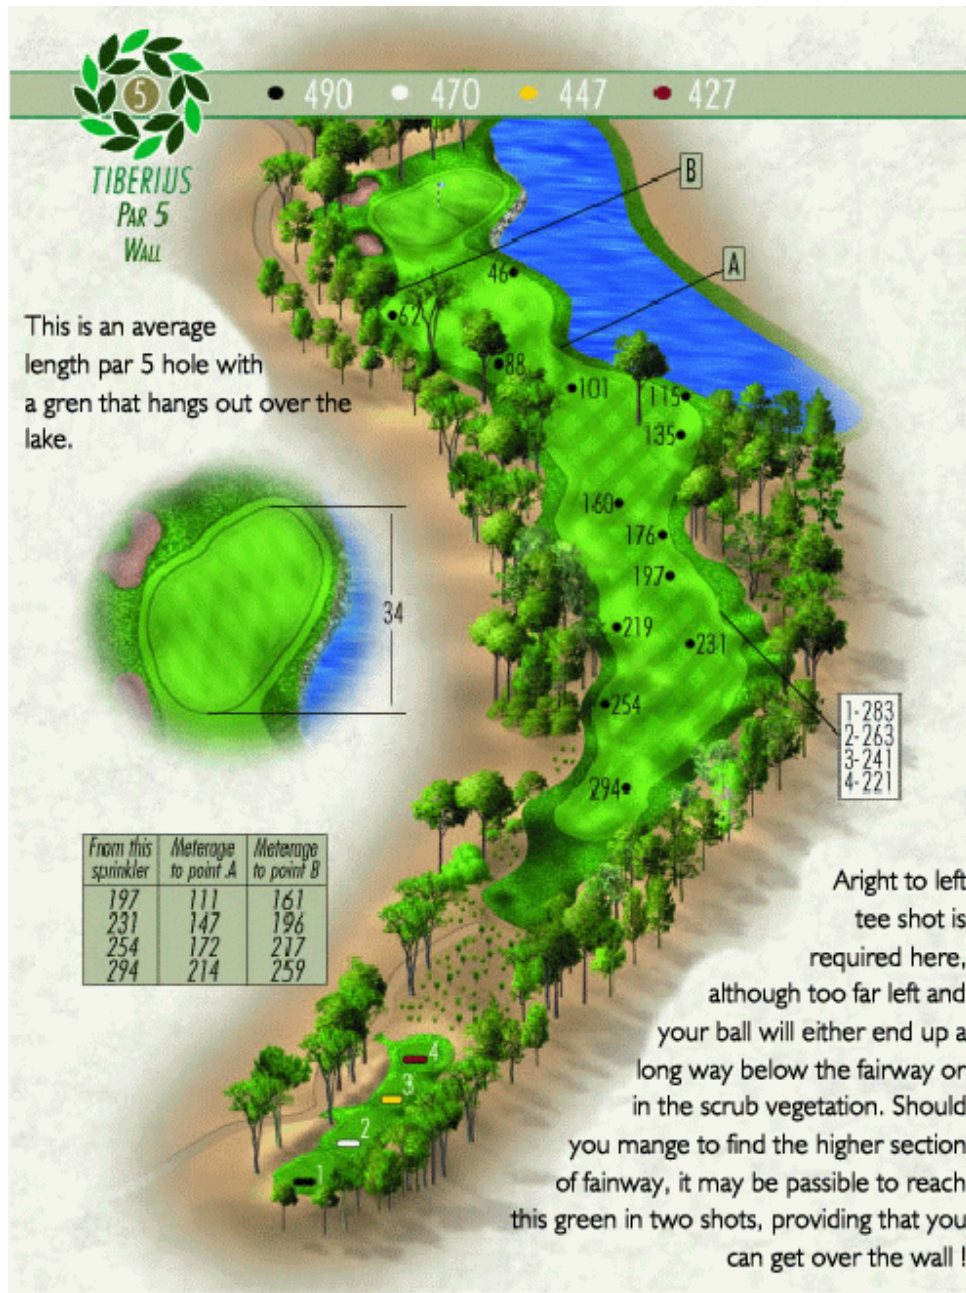 5
490 470 447 427
TIBERIUS
PAR 5
WALL
B
A
This is an average
length par 5 hole with
a gren that hangs out over the
lake.
46
62
88
101
115
135
160
176
197
219
231
254
294
34
1-283
2-263
3-241
4-221
From this sprinkler Meterage to point A Meterage to point B
197 111 161
231 147 196
254 172 217
294 214 259
Aright to left
tee shot is
required here,
although too far left and
your ball will either end up a
long way below the fairway or
in the scrub vegetation. Should
you mange to find the higher section
of fainway, it may be passible to reach
this green in two shots, providing that you
can get over the wall !
4
3
2
1